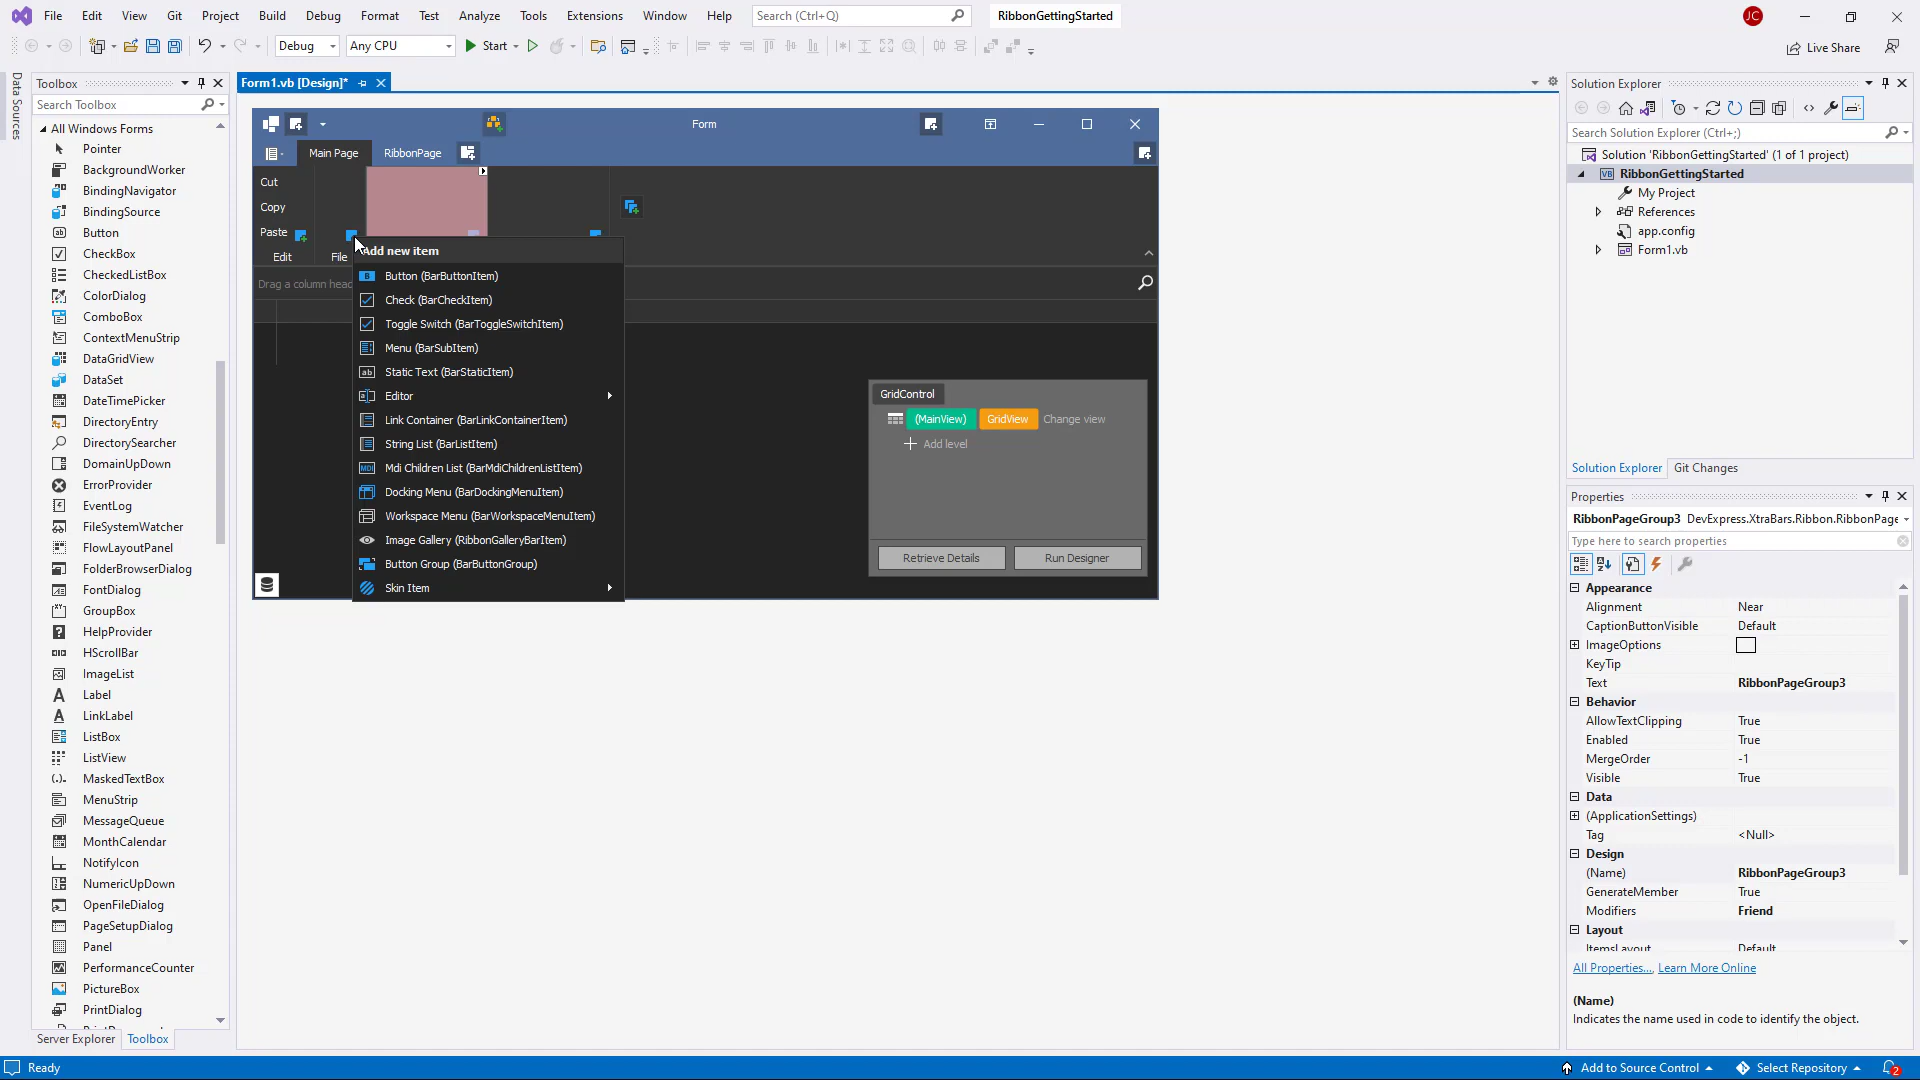 File Edit View Git Project Build Debug Format Test Analyze Tools Extensions Window Help Search (Ctrl+Q) RibbonGettingStarted JC
Debug Any CPU Start Live Share
Data Sources
Toolbox
Search Toolbox
All Windows Forms
Pointer
BackgroundWorker
BindingNavigator
BindingSource
Button
CheckBox
CheckedListBox
ColorDialog
ComboBox
ContextMenuStrip
DataGridView
DataSet
DateTimePicker
DirectoryEntry
DirectorySearcher
DomainUpDown
ErrorProvider
EventLog
FileSystemWatcher
FlowLayoutPanel
FolderBrowserDialog
FontDialog
GroupBox
HelpProvider
HScrollBar
ImageList
Label
LinkLabel
ListBox
ListView
MaskedTextBox
MenuStrip
MessageQueue
MonthCalendar
NotifyIcon
NumericUpDown
OpenFileDialog
PageSetupDialog
Panel
PerformanceCounter
PictureBox
PrintDialog
Server Explorer Toolbox
Form1.vb [Design]*
Form
Main Page RibbonPage
Cut
Copy
Paste
Edit File
Drag a column head
Add new item
Button (BarButtonItem)
Check (BarCheckItem)
Toggle Switch (BarToggleSwitchItem)
Menu (BarSubItem)
Static Text (BarStaticItem)
Editor
Link Container (BarLinkContainerItem)
String List (BarListItem)
Mdi Children List (BarMdiChildrenListItem)
Docking Menu (BarDockingMenuItem)
Workspace Menu (BarWorkspaceMenuItem)
Image Gallery (RibbonGalleryBarItem)
Button Group (BarButtonGroup)
Skin Item
GridControl
(MainView) GridView Change view
Add level
Retrieve Details Run Designer
Solution Explorer
Search Solution Explorer (Ctrl+;)
Solution 'RibbonGettingStarted' (1 of 1 project)
RibbonGettingStarted
My Project
References
app.config
Form1.vb
Solution Explorer Git Changes
Properties
RibbonPageGroup3 DevExpress.XtraBars.Ribbon.RibbonPage
Type here to search properties
Appearance
Alignment Near
CaptionButtonVisible Default
ImageOptions
KeyTip
Text RibbonPageGroup3
Behavior
AllowTextClipping True
Enabled True
MergeOrder -1
Visible True
Data
(ApplicationSettings)
Tag <Null>
Design
(Name) RibbonPageGroup3
GenerateMember True
Modifiers Friend
Layout
ItemsLayout Default
All Properties... Learn More Online
(Name)
Indicates the name used in code to identify the object.
Ready Add to Source Control Select Repository 2